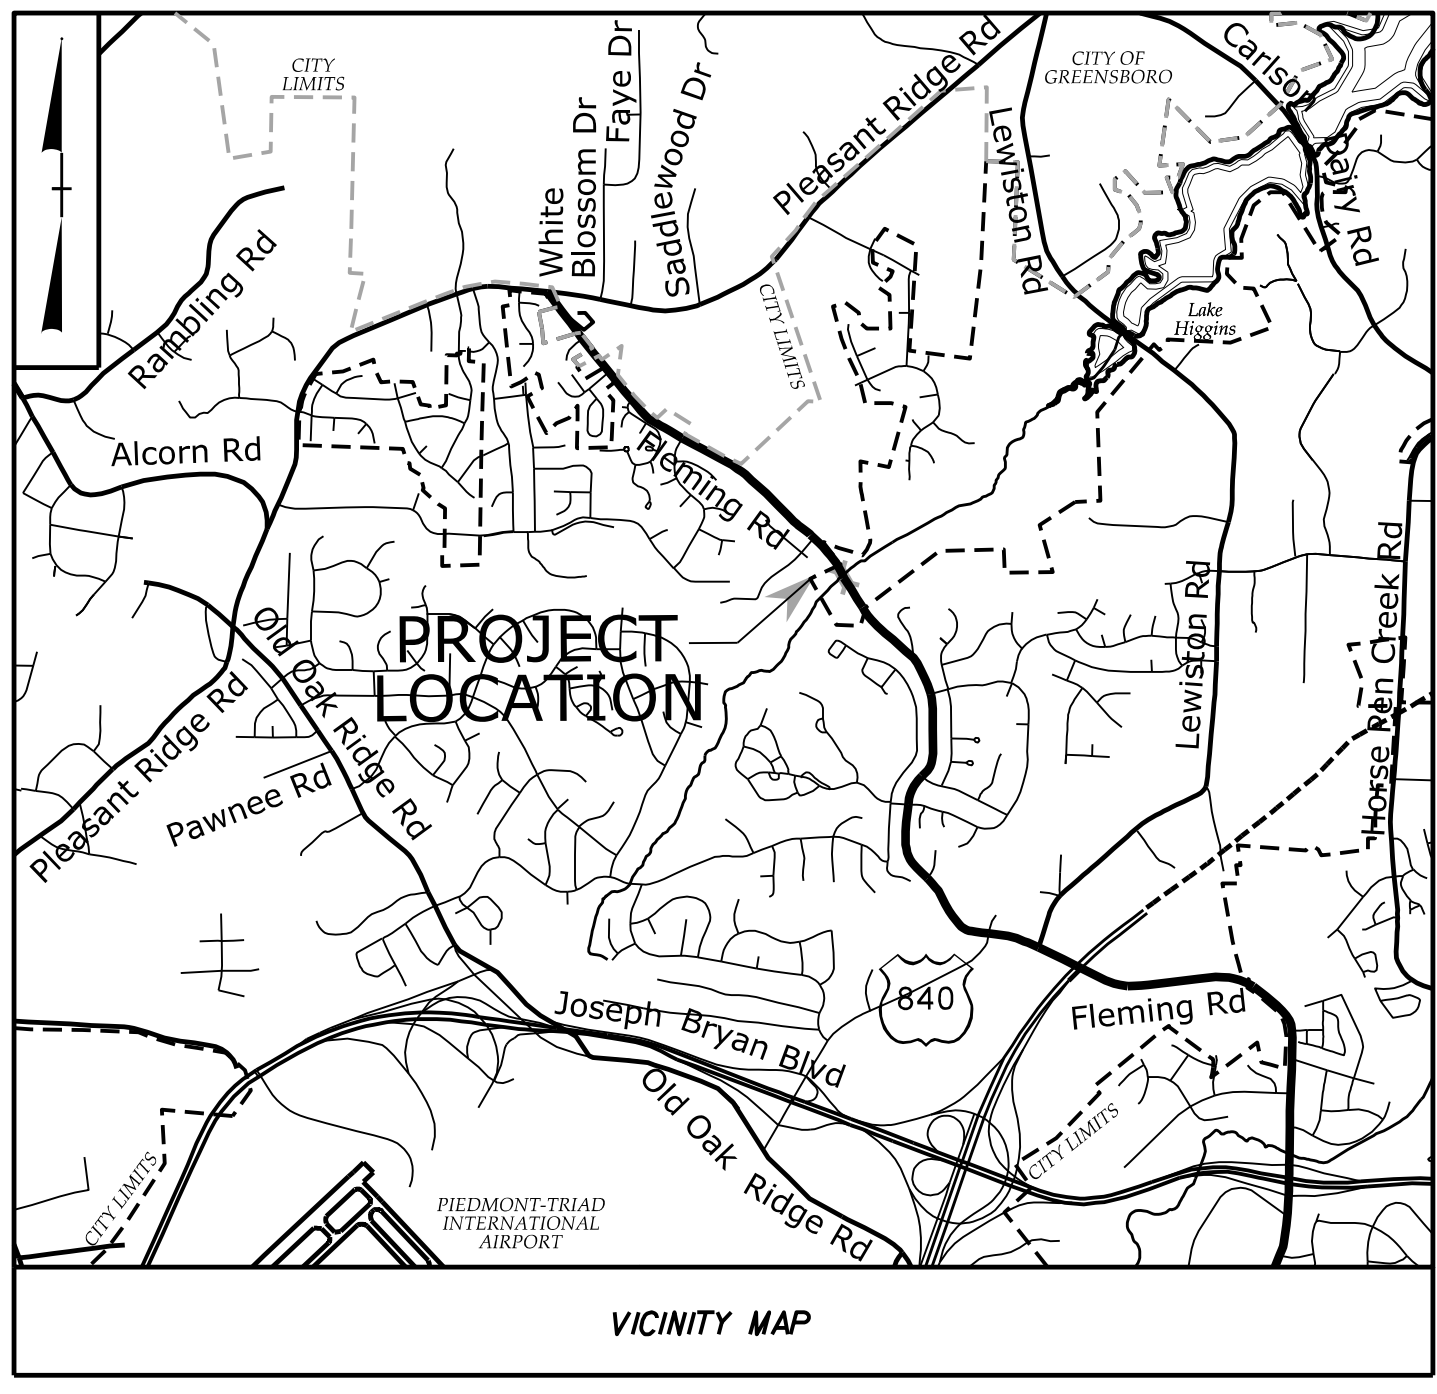 CITY
LIMITS
Faye Dr
White
Blossom Dr
Saddlewood Dr
Pleasant Ridge Rd
CITY OF
GREENSBORO
Carlson
Dairy Rd
Lewiston Rd
Rambling Rd
CITY LIMITS
Lake
Higgins
Alcorn Rd
Fleming Rd
PROJECT
LOCATION
Old Oak Ridge Rd
Pleasant Ridge Rd
Pawnee Rd
Lewiston Rd
Horse Pen Creek Rd
840
Joseph Bryan Blvd
Fleming Rd
Old Oak Ridge Rd
CITY LIMITS
CITY LIMITS
PIEDMONT-TRIAD
INTERNATIONAL
AIRPORT
VICINITY MAP